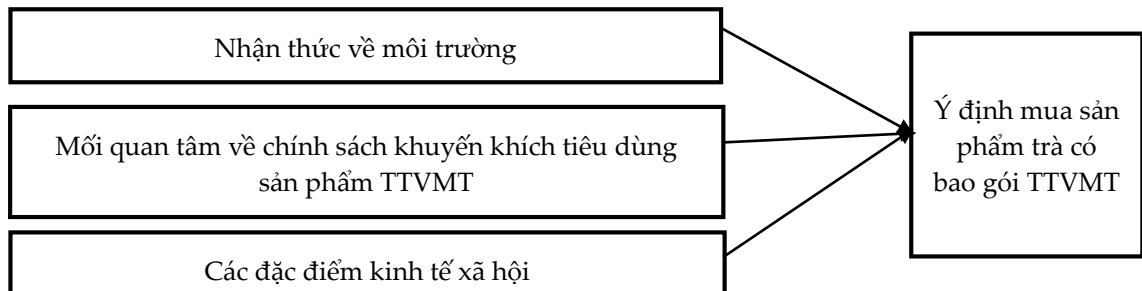 Nhận thức về môi trường
Mối quan tâm về chính sách khuyến khích tiêu dùng
sản phẩm TTVMT
Các đặc điểm kinh tế xã hội
Ý định mua sản
phẩm trà có
bao gói TTVMT